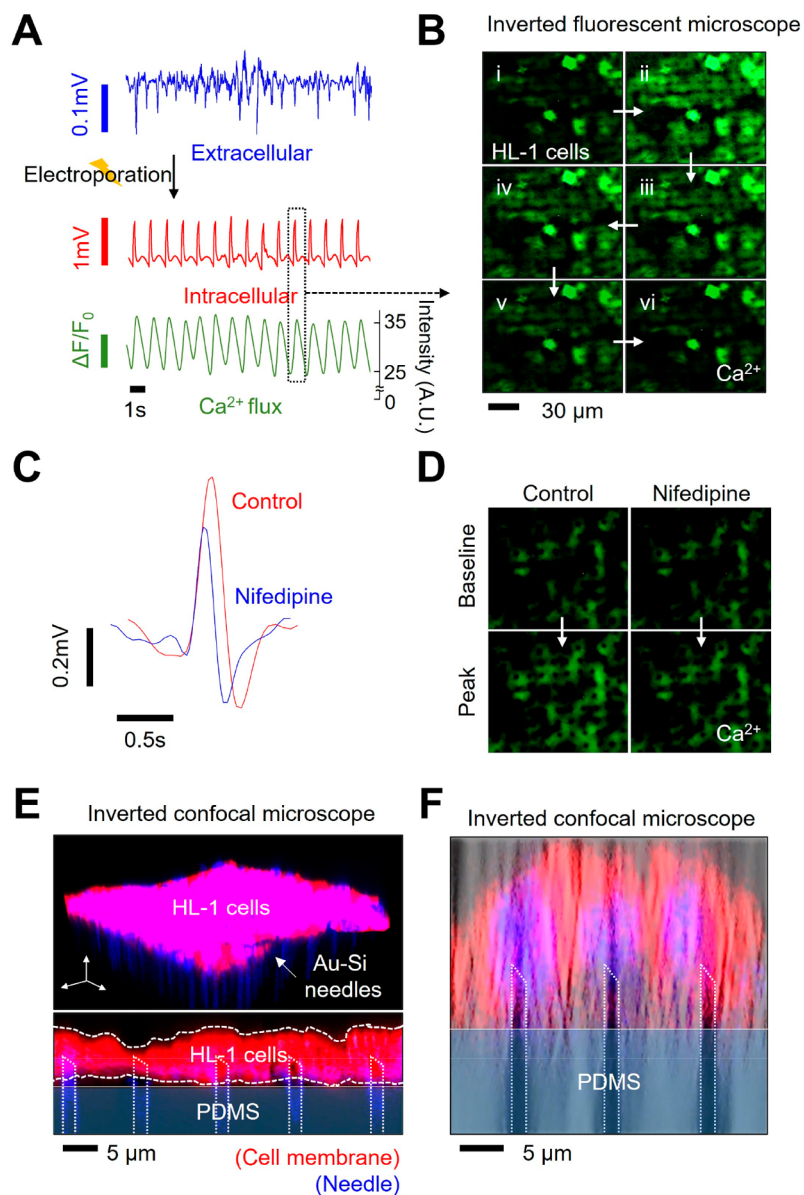 A
0.1mV
Extracellular
Electroporation
1mV
Intracellular
ΔF/F₀
35
25
0
Intensity (A.U.)
1s
Ca²⁺ flux
B
Inverted fluorescent microscope
i
ii
HL-1 cells
iv
iii
v
vi
Ca²⁺
30 μm
C
Control
Nifedipine
0.2mV
0.5s
D
Control
Nifedipine
Baseline
Peak
Ca²⁺
E
Inverted confocal microscope
HL-1 cells
Au-Si
needles
HL-1 cells
PDMS
5 μm
(Cell membrane)
(Needle)
F
Inverted confocal microscope
PDMS
5 μm